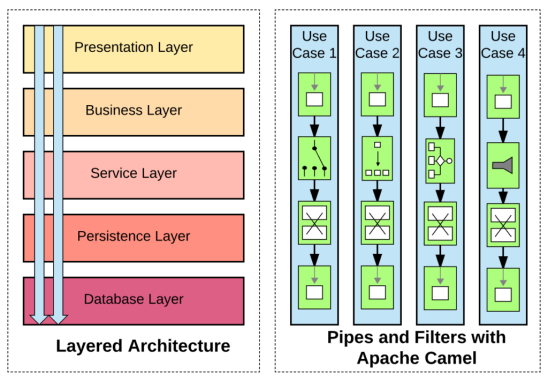 Presentation Layer
Business Layer
Service Layer
Persistence Layer
Database Layer
Layered Architecture
Use
Case 1
Use
Case 2
Use
Case 3
Use
Case 4
Pipes and Filters with
Apache Camel